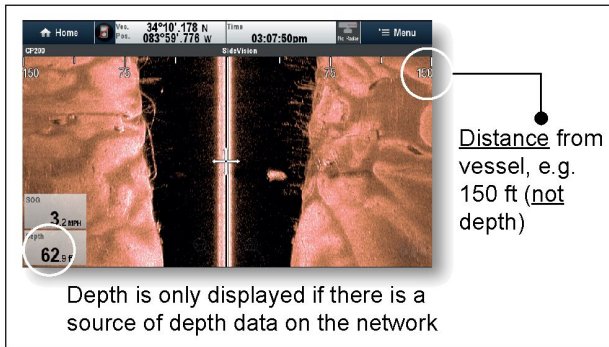 Home
Ves. Pos.
34°10'.178 N
083°59'.776 W
Time
03:07:50pm
No Radar
Menu
CP200
SideVision
150
75
75
150
SOG
3.2 MPH
Depth
62.9 ft
Distance from
vessel, e.g.
150 ft (not
depth)
Depth is only displayed if there is a
source of depth data on the network